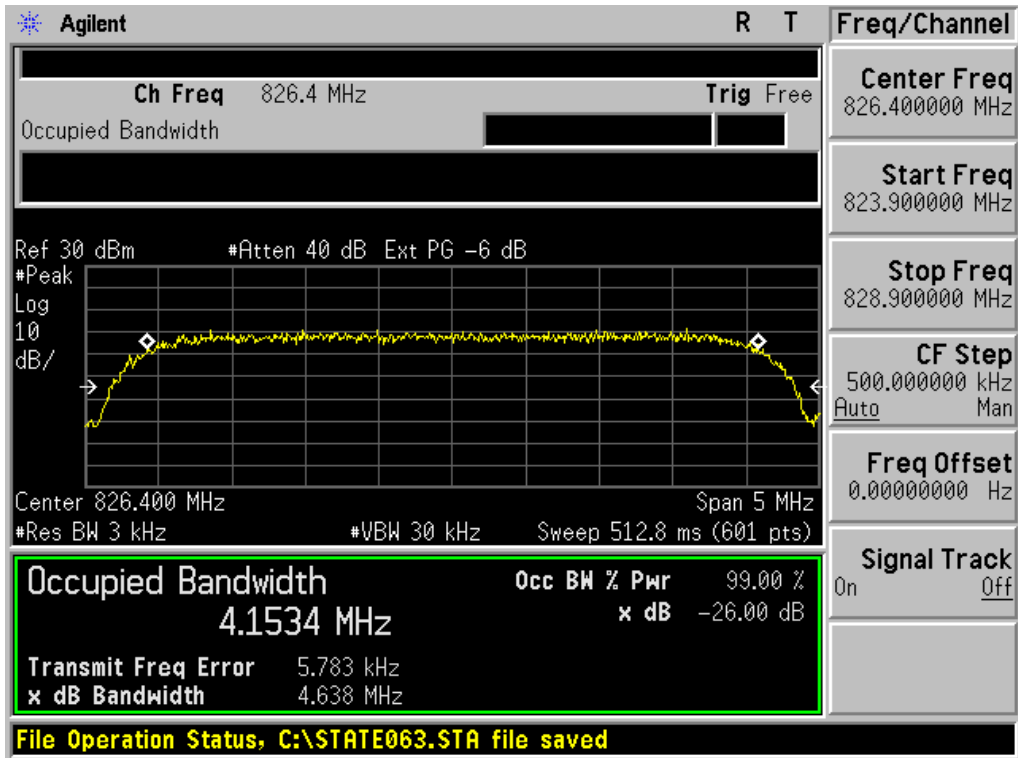 Agilent R T Freq/Channel
Ch Freq 826.4 MHz Trig Free
Occupied Bandwidth
Center Freq
826.400000 MHz
Start Freq
823.900000 MHz
Stop Freq
828.900000 MHz
CF Step
500.000000 kHz
Auto Man
Freq Offset
0.00000000 Hz
Signal Track
On Off
Ref 30 dBm #Atten 40 dB Ext PG -6 dB
#Peak
Log
10
dB/
Center 826.400 MHz Span 5 MHz
#Res BW 3 kHz #VBW 30 kHz Sweep 512.8 ms (601 pts)
Occupied Bandwidth Occ BW % Pwr 99.00 %
4.1534 MHz x dB -26.00 dB
Transmit Freq Error 5.783 kHz
x dB Bandwidth 4.638 MHz
File Operation Status, C:\STATE063.STA file saved